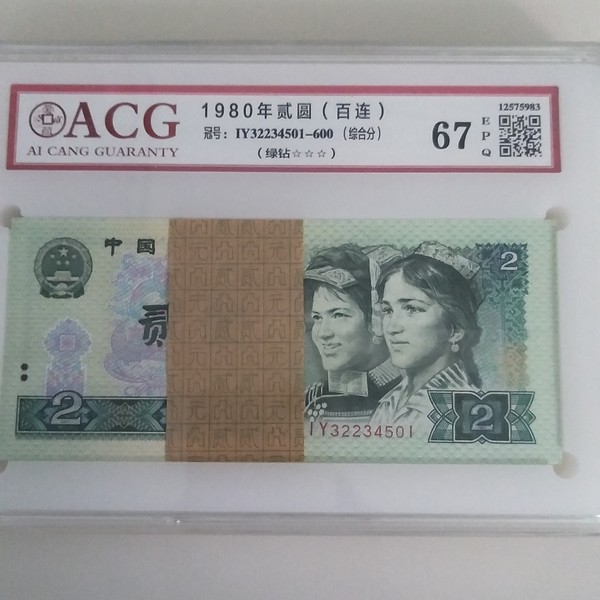 ACG
AI CANG GUARANTY
1980年贰圆（百连）
冠号：IY32234501-600（综合分）
（绿钻☆☆☆）
67
EPQ
12575983
中国
贰
2
2
2
IY32234501